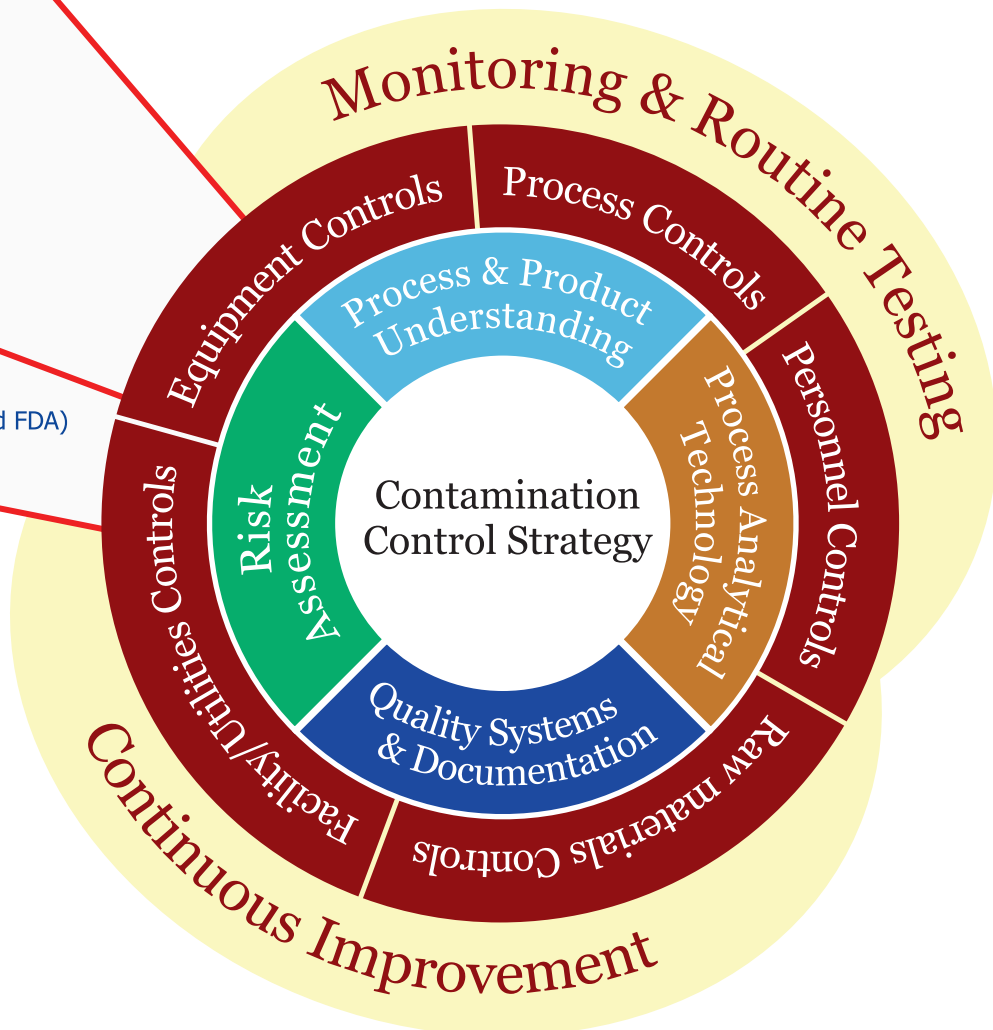 Monitoring & Routine Testing
Equipment Controls
Process Controls
Personnel Controls
Raw materials Controls
Facility/Utilities Controls
Process & Product
Understanding
Process Analytical
Technology
Quality Systems
& Documentation
Risk
Assessment
Contamination
Control Strategy
Continuous Improvement
FDA)